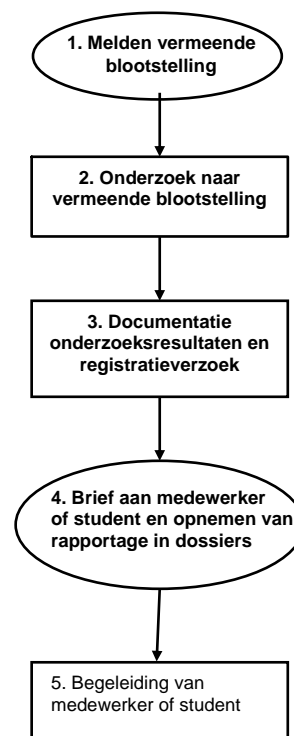 1. Melden vermeende
blootstelling
2. Onderzoek naar
vermeende blootstelling
3. Documentatie
onderzoeksresultaten en
registratieverzoek
4. Brief aan medewerker
of student en opnemen van
rapportage in dossiers
5. Begeleiding van
medewerker of student